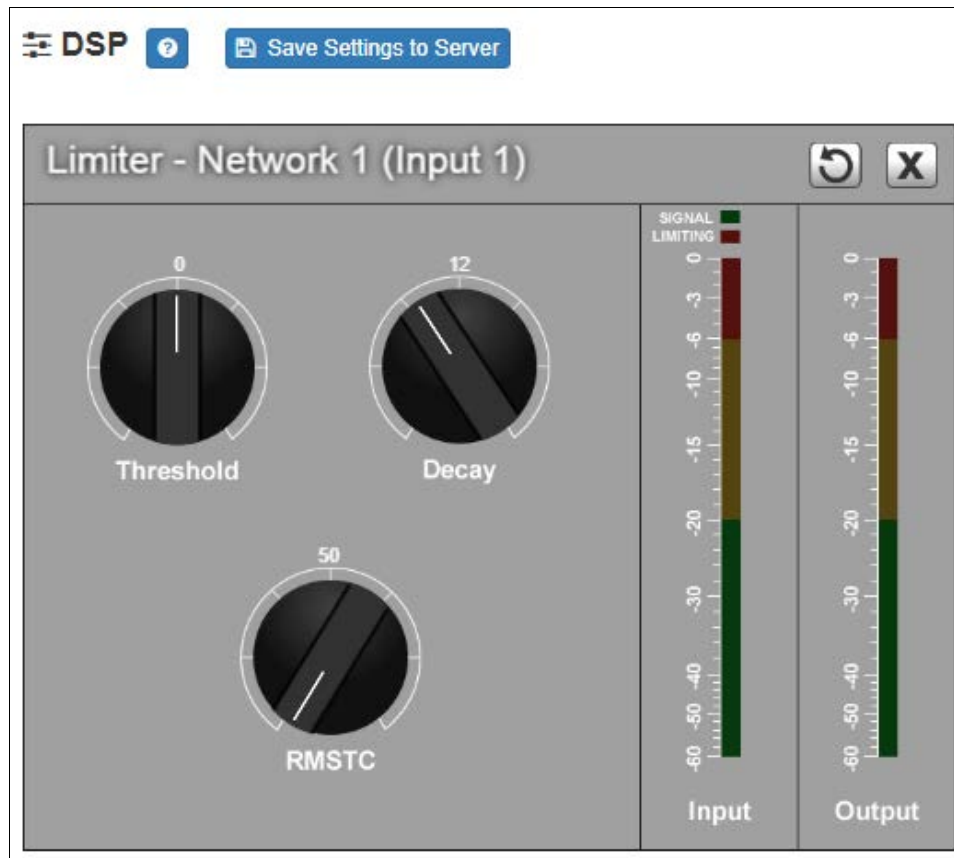 DSP ? Save Settings to Server
Limiter - Network 1 (Input 1)
X
SIGNAL
LIMITING
0
Threshold
12
Decay
50
RMSTC
0
-3
-6
-10
-15
-20
-30
-40
-50
-60
Input
0
-3
-6
-10
-15
-20
-30
-40
-50
-60
Output